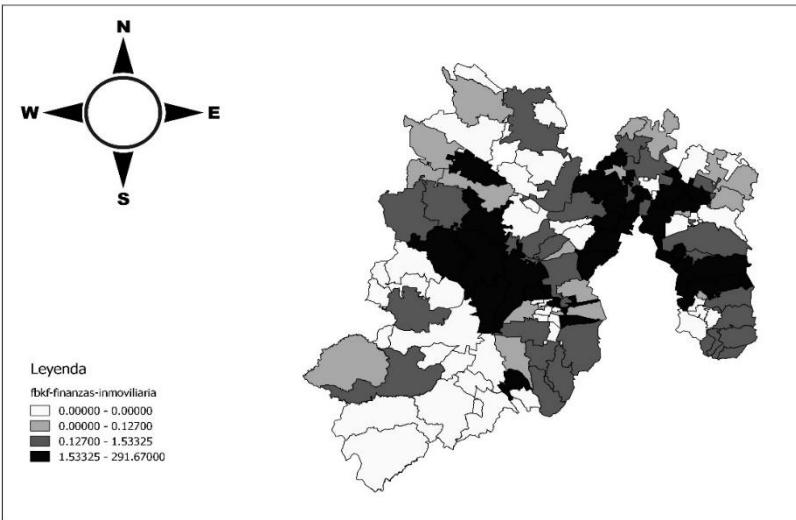 N
W E
S
Leyenda
fbkf-finanzas-inmoviliaria
0.00000 - 0.00000
0.00000 - 0.12700
0.12700 - 1.53325
1.53325 - 291.67000